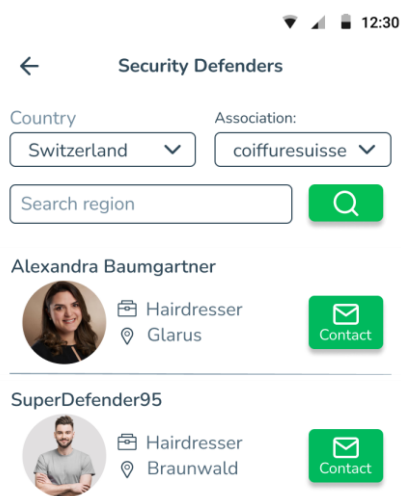 12:30
Security Defenders
Country Association:
Switzerland coiffuresuisse
Search region
Alexandra Baumgartner
Hairdresser
Glarus
Contact
SuperDefender95
Hairdresser
Braunwald
Contact